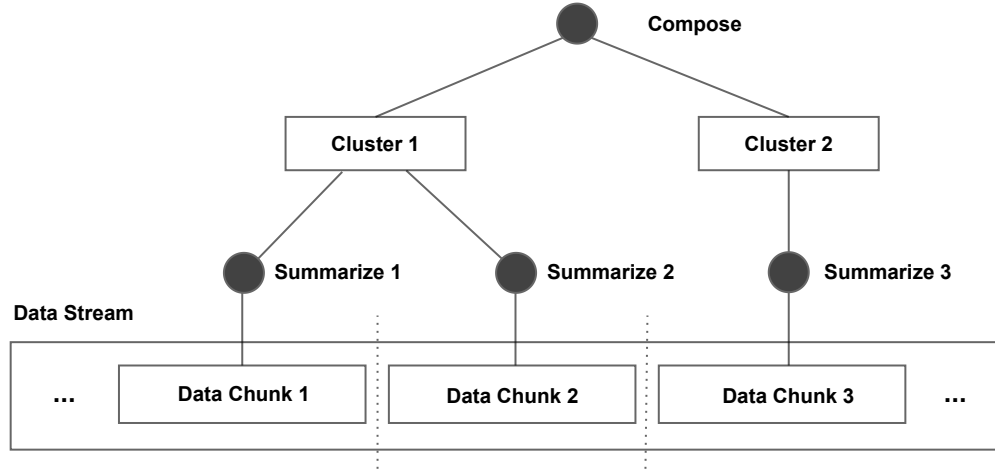 Compose
Cluster 1
Cluster 2
Summarize 1
Summarize 2
Summarize 3
Data Stream
...
Data Chunk 1
Data Chunk 2
Data Chunk 3
...